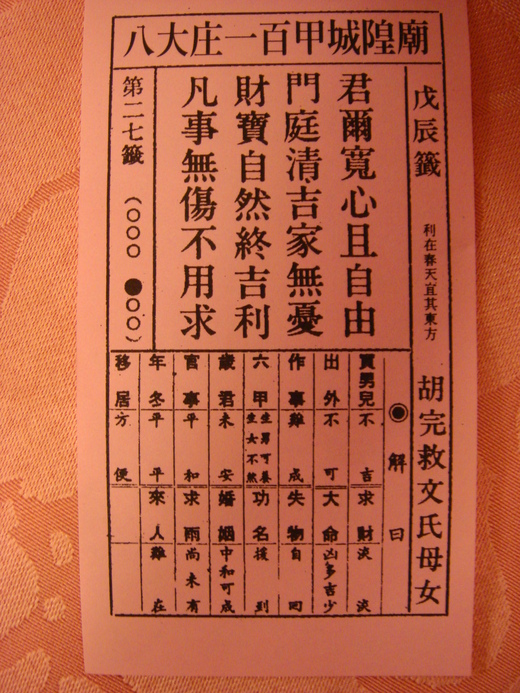 八大庄一百甲城隍廟
戊辰籤
利在春天宜其東方
胡完救文氏母女
君爾寬心且自由
門庭清吉家無憂
財寶自然終吉利
凡事無傷不用求
第二七籤
(○○○ ●○○)
◉解曰
買男兒不吉
求財淡淡
出外不可
大命凶多吉少
作事難成
失物自回
六甲生男可養生女不然
功名援到
歲君未安
婚姻中和可成
官事平和
求雨尚未有
年冬平平
來人難在
移居方便